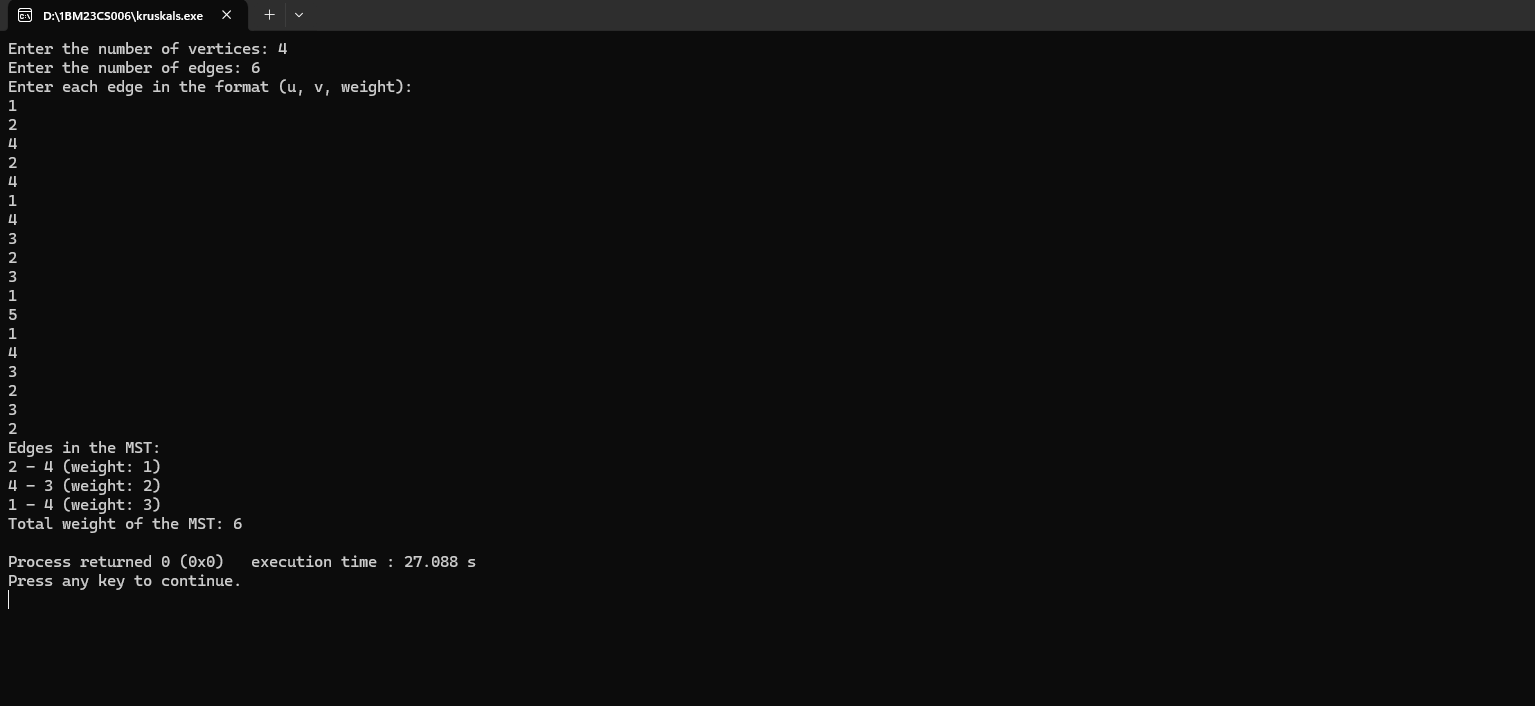 D:\1BM23CS006\kruskals.exe
Enter the number of vertices: 4
Enter the number of edges: 6
Enter each edge in the format (u, v, weight):
1
2
4
2
4
1
4
3
2
3
1
5
1
4
3
2
3
2
Edges in the MST:
2 - 4 (weight: 1)
4 - 3 (weight: 2)
1 - 4 (weight: 3)
Total weight of the MST: 6
Process returned 0 (0x0)   execution time : 27.088 s
Press any key to continue.